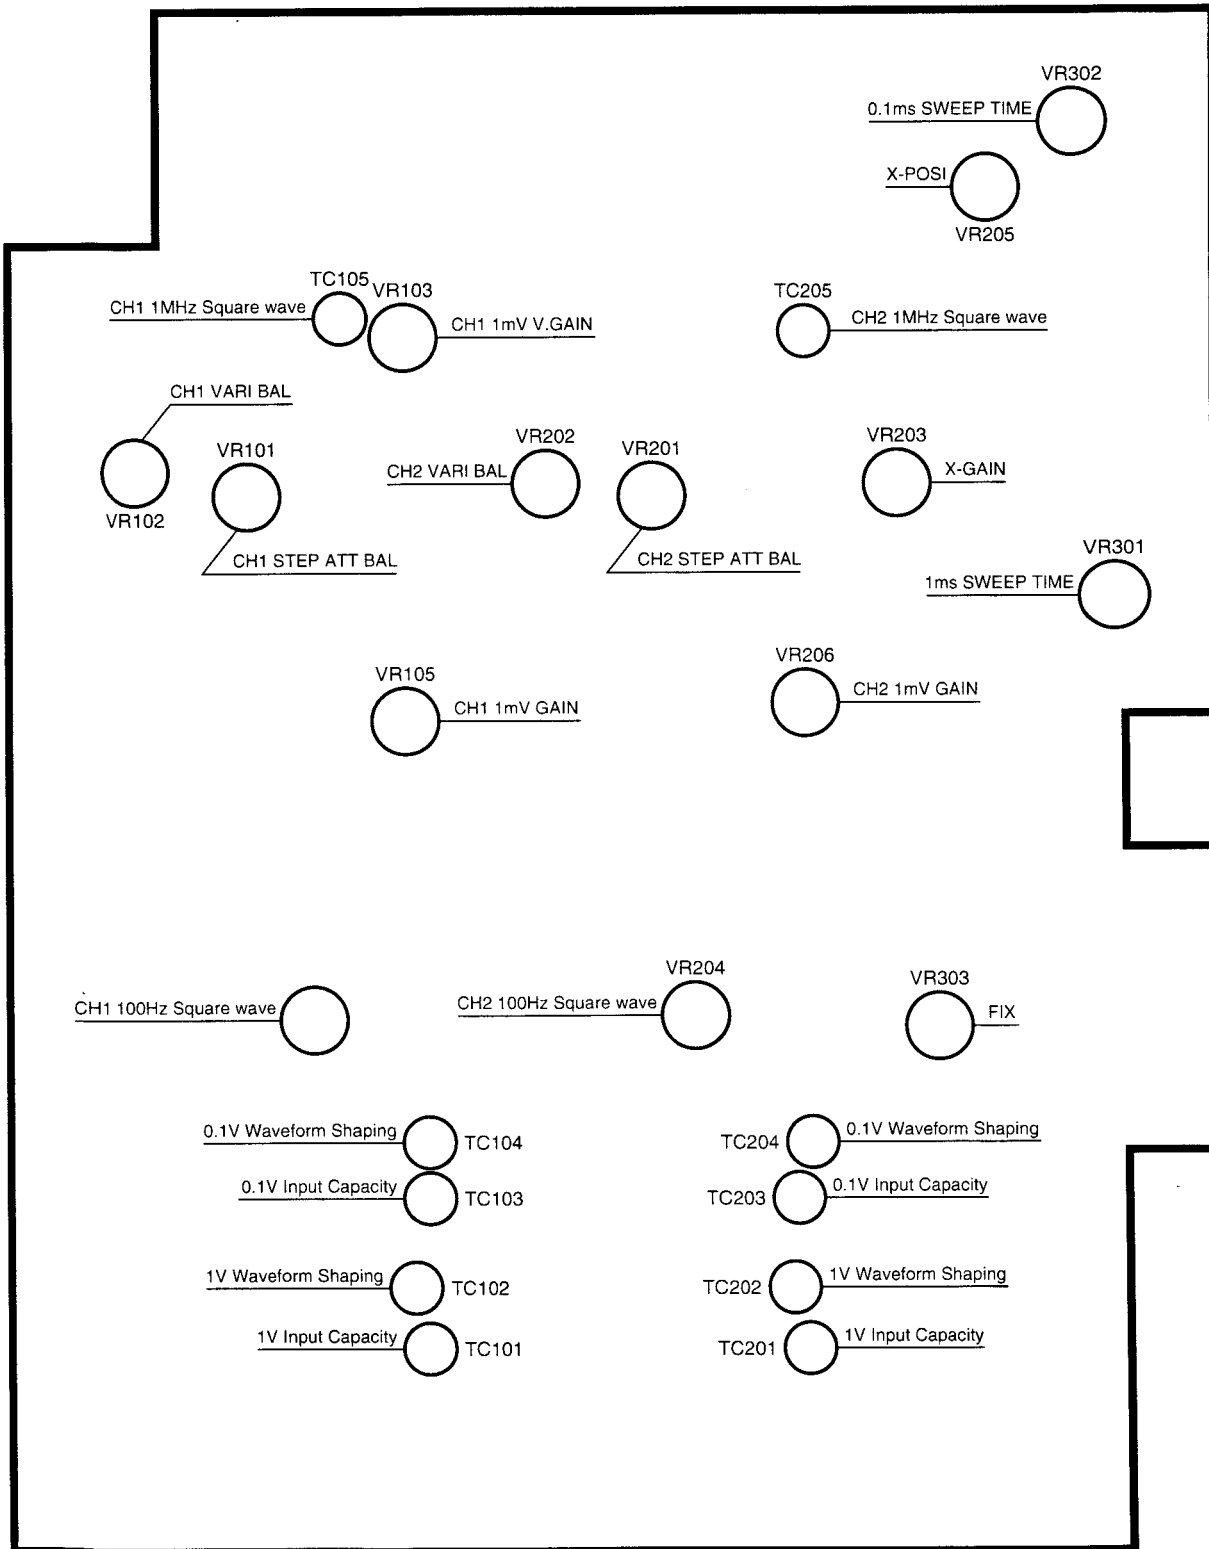 VR302
0.1ms SWEEP TIME
X-POSI
VR205
TC105
VR103
CH1 1MHz Square wave
CH1 1mV V.GAIN
TC205
CH2 1MHz Square wave
CH1 VARI BAL
VR102
VR101
CH1 STEP ATT BAL
VR202
CH2 VARI BAL
VR201
CH2 STEP ATT BAL
VR203
X-GAIN
VR301
1ms SWEEP TIME
VR105
CH1 1mV GAIN
VR206
CH2 1mV GAIN
CH1 100Hz Square wave
VR204
CH2 100Hz Square wave
VR303
FIX
0.1V Waveform Shaping
TC104
TC204
0.1V Waveform Shaping
0.1V Input Capacity
TC103
TC203
0.1V Input Capacity
1V Waveform Shaping
TC102
TC202
1V Waveform Shaping
1V Input Capacity
TC101
TC201
1V Input Capacity